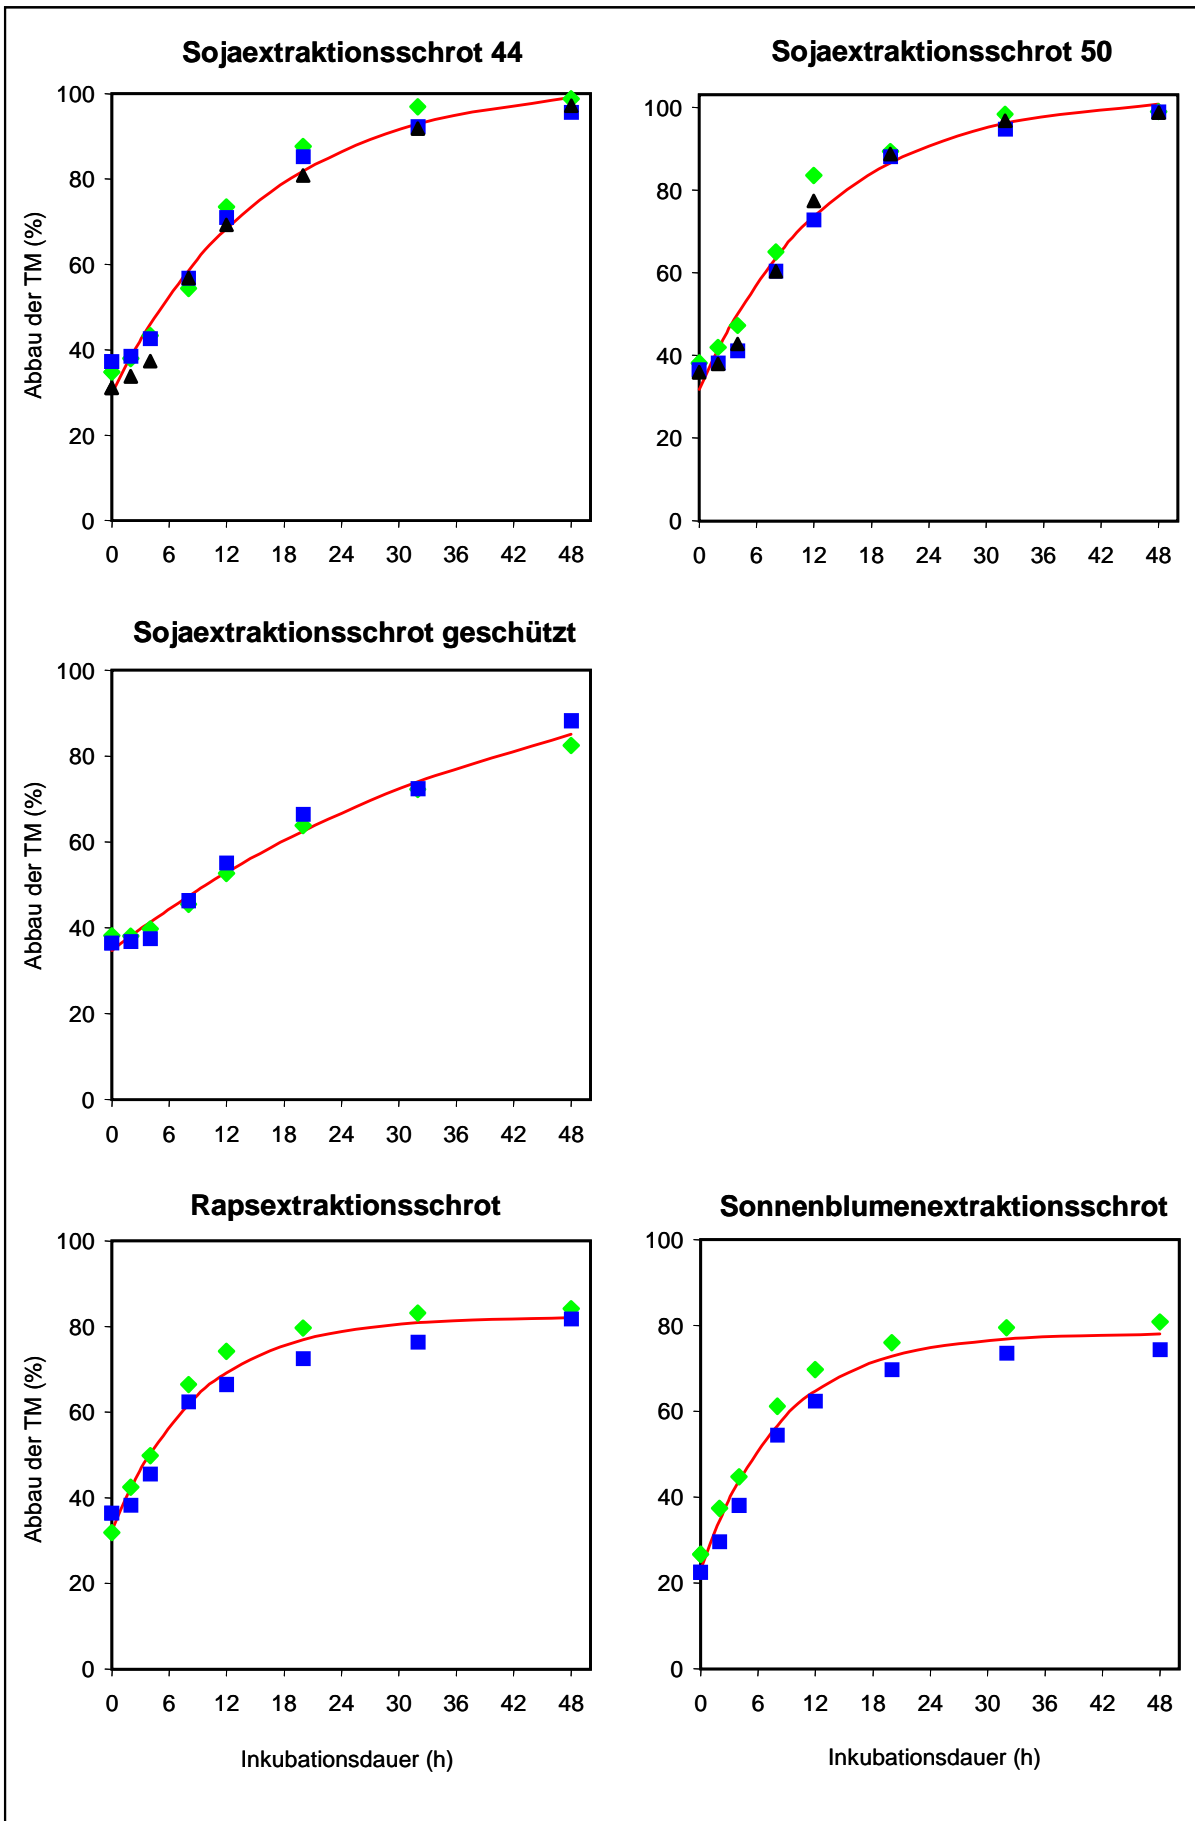 Sojaextraktionsschrot 44
Abbau der TM (%)
100
80
60
40
20
0
0 6 12 18 24 30 36 42 48
Sojaextraktionsschrot 50
100
80
60
40
20
0
0 6 12 18 24 30 36 42 48
Sojaextraktionsschrot geschützt
Abbau der TM (%)
100
80
60
40
20
0
0 6 12 18 24 30 36 42 48
Rapsextraktionsschrot
Abbau der TM (%)
100
80
60
40
20
0
0 6 12 18 24 30 36 42 48
Inkubationsdauer (h)
Sonnenblumenextraktionsschrot
100
80
60
40
20
0
0 6 12 18 24 30 36 42 48
Inkubationsdauer (h)